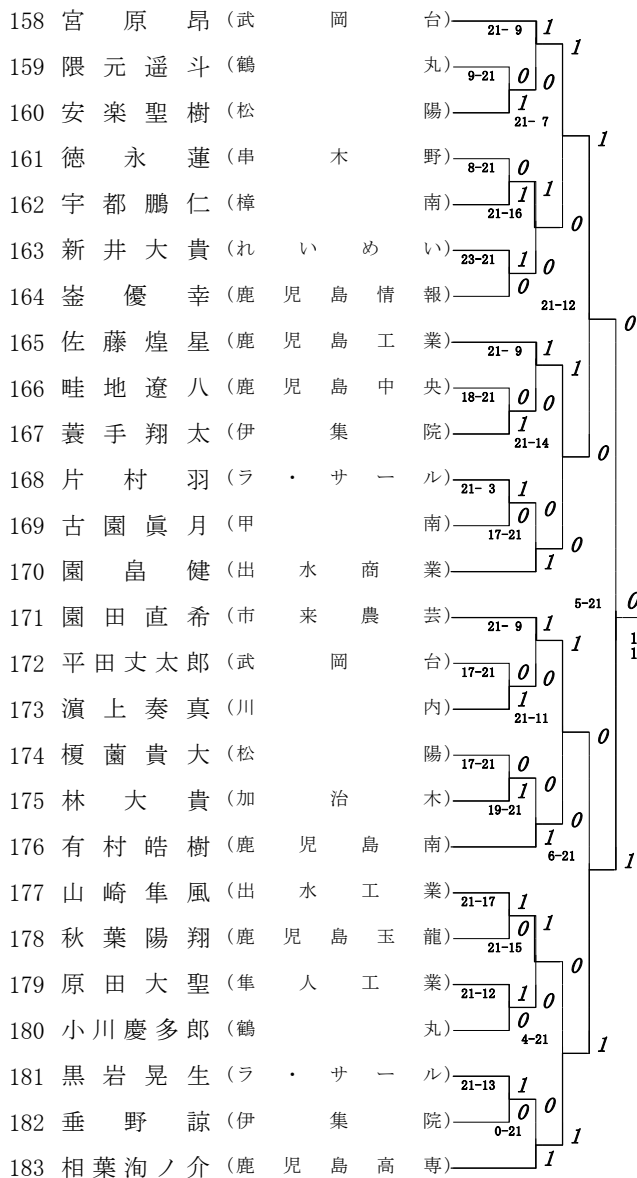 158 宮原昂 (武岡台) 21- 9 1
1
159 隈元遥斗 (鶴丸) 9-21 0 0
160 安楽聖樹 (松陽) 1 21- 7
1
161 徳永蓮 (串木野) 8-21 0
162 宇都鵬仁 (樟南) 1 21-16 1
0
163 新井大貴 (れいめい) 23-21 1 0
164 崟優幸 (鹿児島情報) 0 21-12
0
165 佐藤煌星 (鹿児島工業) 21- 9 1
1
166 畦地遼八 (鹿児島中央) 18-21 0 0
167 蓑手翔太 (伊集院) 1 21-14
0
168 片村羽 (ラ・サール) 21- 3 1
169 古園眞月 (甲南) 0 17-21 0
0
170 園畠健 (出水商業) 1
5-21 0
171 園田直希 (市来農芸) 21- 9 1
1
1
1
172 平田丈太郎 (武岡台) 17-21 0 0
173 濵上奏真 (川内) 1 21-11
0
174 榎薗貴大 (松陽) 17-21 0
175 林大貴 (加治木) 1 19-21 0
0
176 有村皓樹 (鹿児島南) 1 6-21
1
177 山崎隼風 (出水工業) 21-17 1
178 秋葉陽翔 (鹿児島玉龍) 0 21-15 1
0
179 原田大聖 (隼人工業) 21-12 1 0
180 小川慶多郎 (鶴丸) 0 4-21
1
181 黒岩晃生 (ラ・サール) 21-13 1
182 垂野諒 (伊集院) 0 0-21 0
1
183 相葉洵ノ介 (鹿児島高専) 1